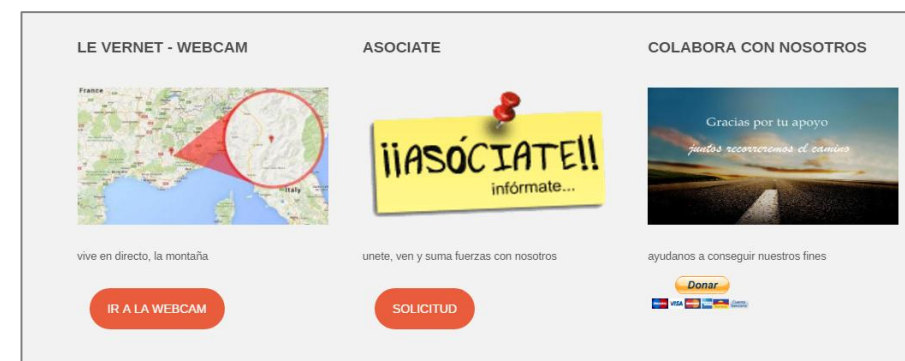 LE VERNET - WEBCAM
France
Italy
vive en directo, la montaña
IR A LA WEBCAM
ASOCIATE
¡¡ASÓCIATE!!
infórmate...
unete, ven y suma fuerzas con nosotros
SOLICITUD
COLABORA CON NOSOTROS
Gracias por tu apoyo
juntos recorreremos el camino
ayudanos a conseguir nuestros fines
Donar
VISA